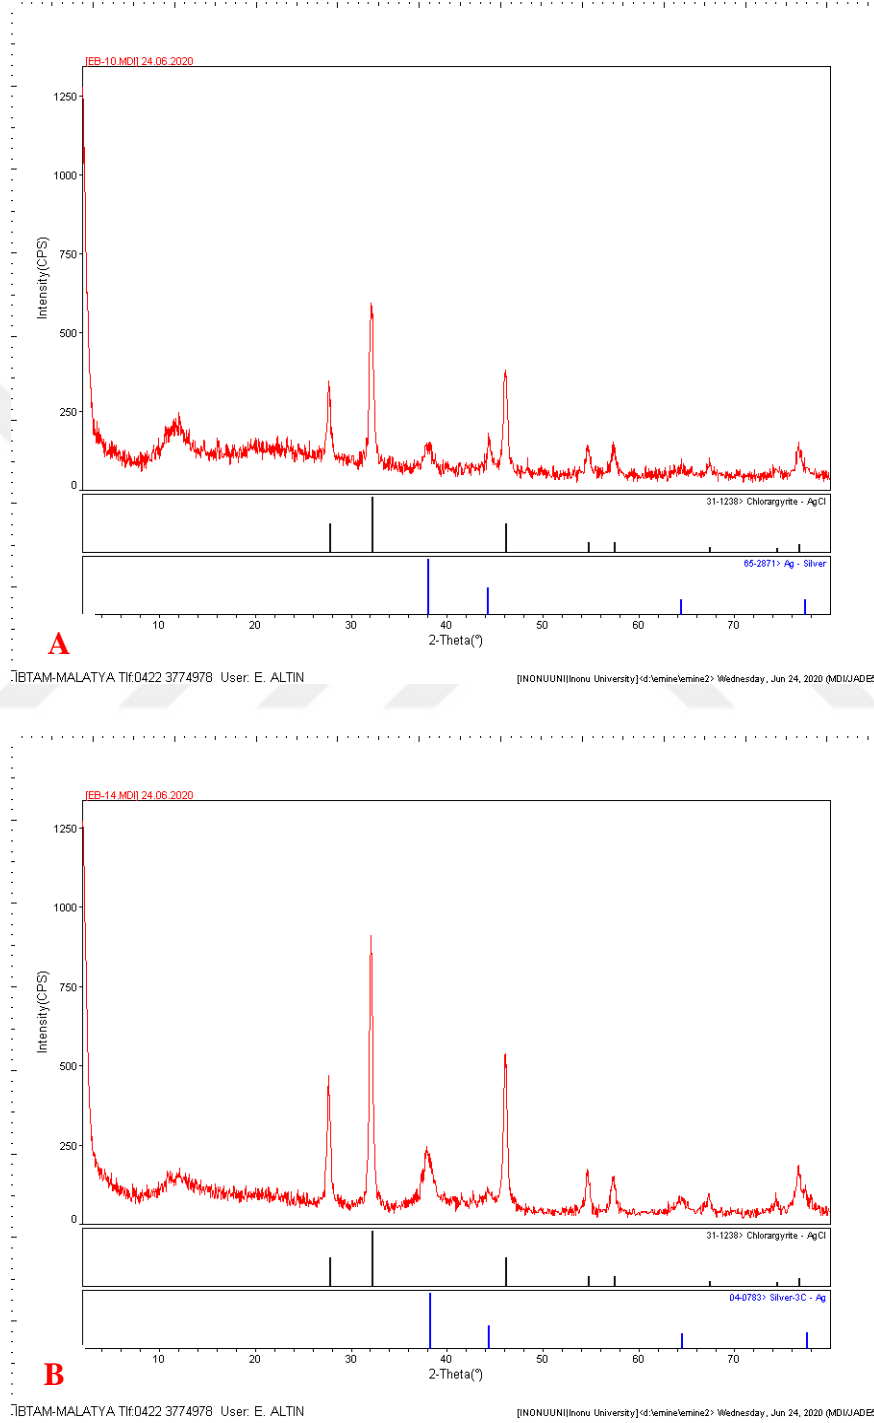 [EB-10.MDI] 24.06.2020
1250
1000
750
500
250
0
Intensity(CPS)
31-1238> Chlorargyrite - AgCl
65-2871> Ag - Silver
10 20 30 40 50 60 70
2-Theta(°)
A
İBTAM-MALATYA Tlf:0422 3774978 User: E. ALTIN
[INONUUNI|Inonu University]<d:\emine\emine2> Wednesday, Jun 24, 2020 (MDI/JADE5
[EB-14.MDI] 24.06.2020
1250
1000
750
500
250
0
Intensity(CPS)
31-1238> Chlorargyrite - AgCl
04-0783> Silver-3C - Ag
10 20 30 40 50 60 70
2-Theta(°)
B
İBTAM-MALATYA Tlf:0422 3774978 User: E. ALTIN
[INONUUNI|Inonu University]<d:\emine\emine2> Wednesday, Jun 24, 2020 (MDI/JADE5